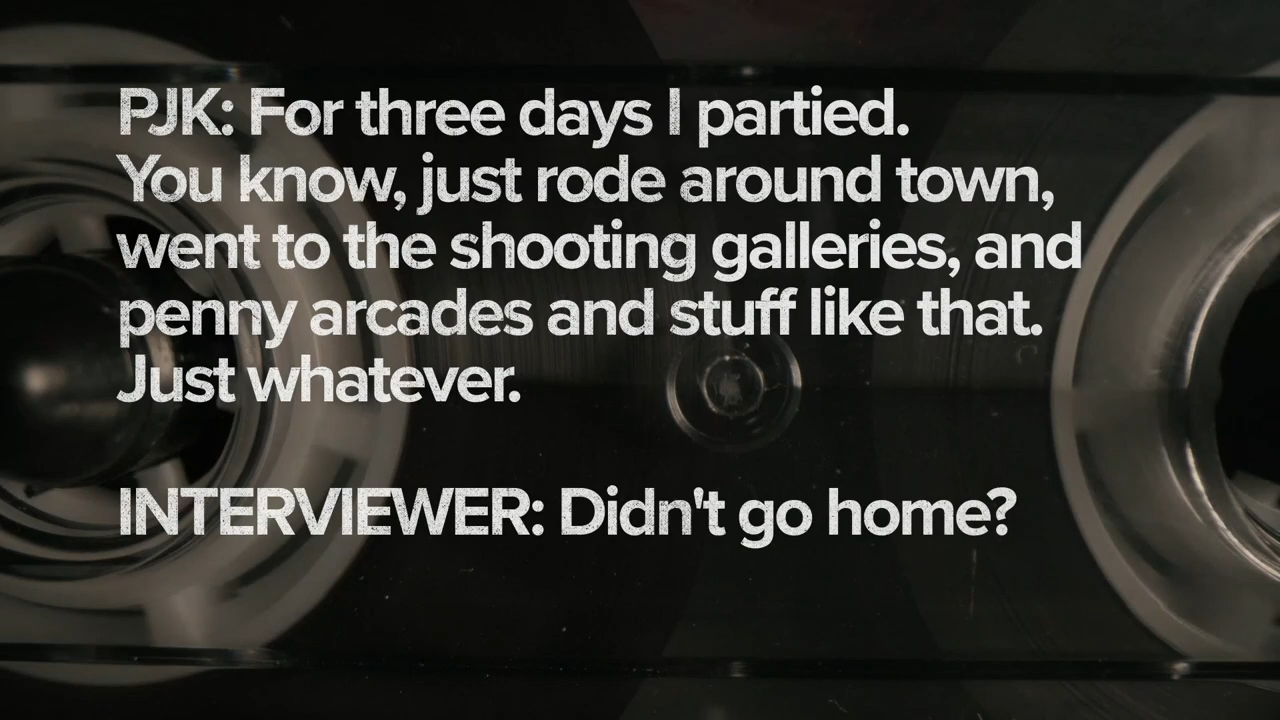 PJK: For three days I partied.
You know, just rode around town,
went to the shooting galleries, and
penny arcades and stuff like that.
Just whatever.
INTERVIEWER: Didn't go home?